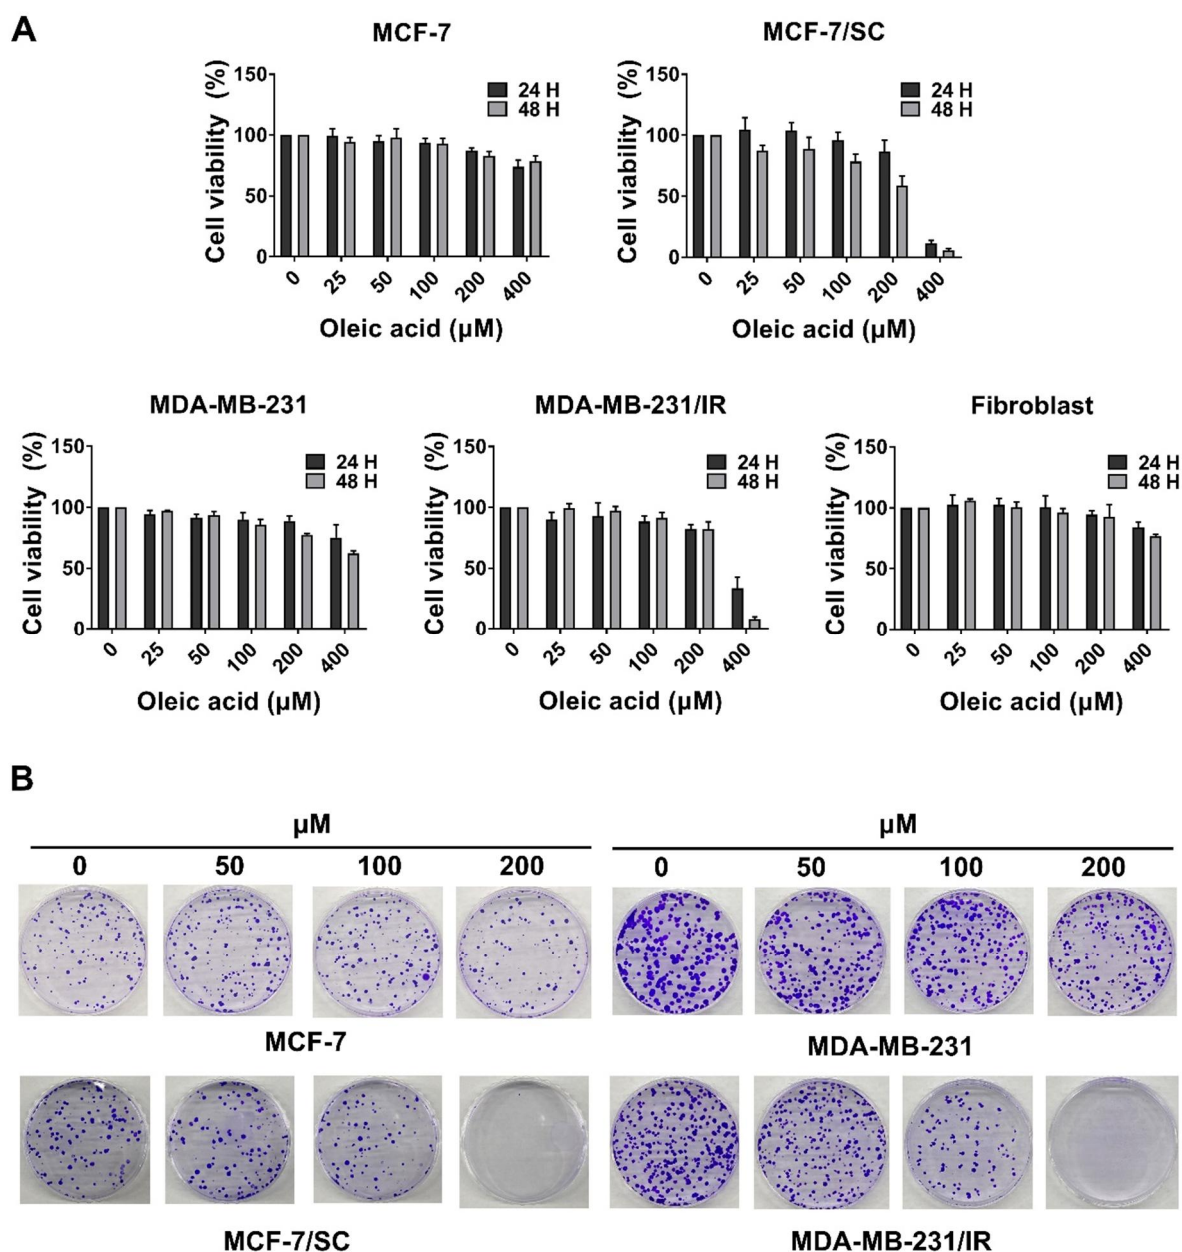 A
MCF-7
Cell viability (%)
150
100
50
0
24 H
48 H
0 25 50 100 200 400
Oleic acid (µM)
MCF-7/SC
Cell viability (%)
150
100
50
0
24 H
48 H
0 25 50 100 200 400
Oleic acid (µM)
MDA-MB-231
Cell viability (%)
150
100
50
0
24 H
48 H
0 25 50 100 200 400
Oleic acid (µM)
MDA-MB-231/IR
Cell viability (%)
150
100
50
0
24 H
48 H
0 25 50 100 200 400
Oleic acid (µM)
Fibroblast
Cell viability (%)
150
100
50
0
24 H
48 H
0 25 50 100 200 400
Oleic acid (µM)
B
µM
0 50 100 200
µM
0 50 100 200
MCF-7
MDA-MB-231
MCF-7/SC
MDA-MB-231/IR